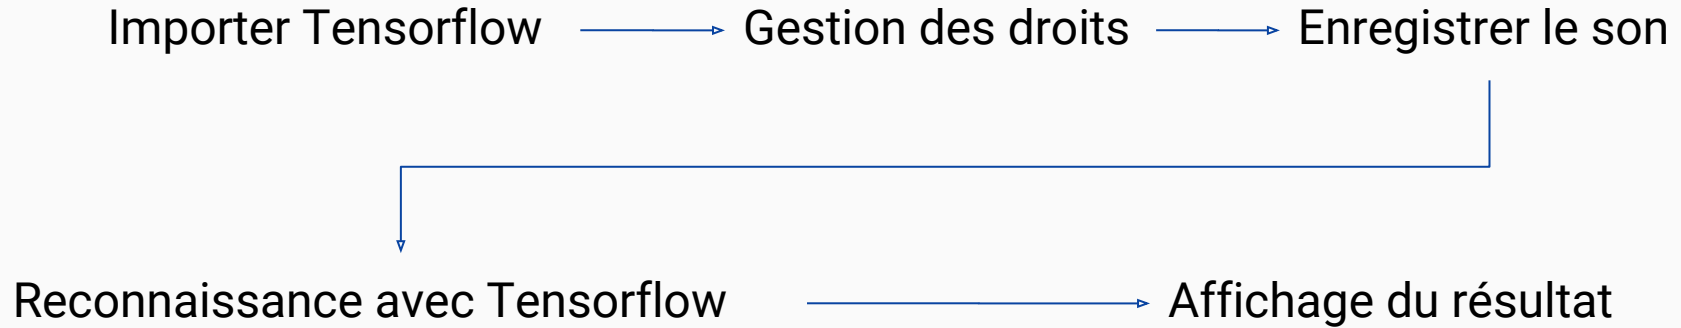 Importer Tensorflow
Gestion des droits
Enregistrer le son
Reconnaissance avec Tensorflow
Affichage du résultat